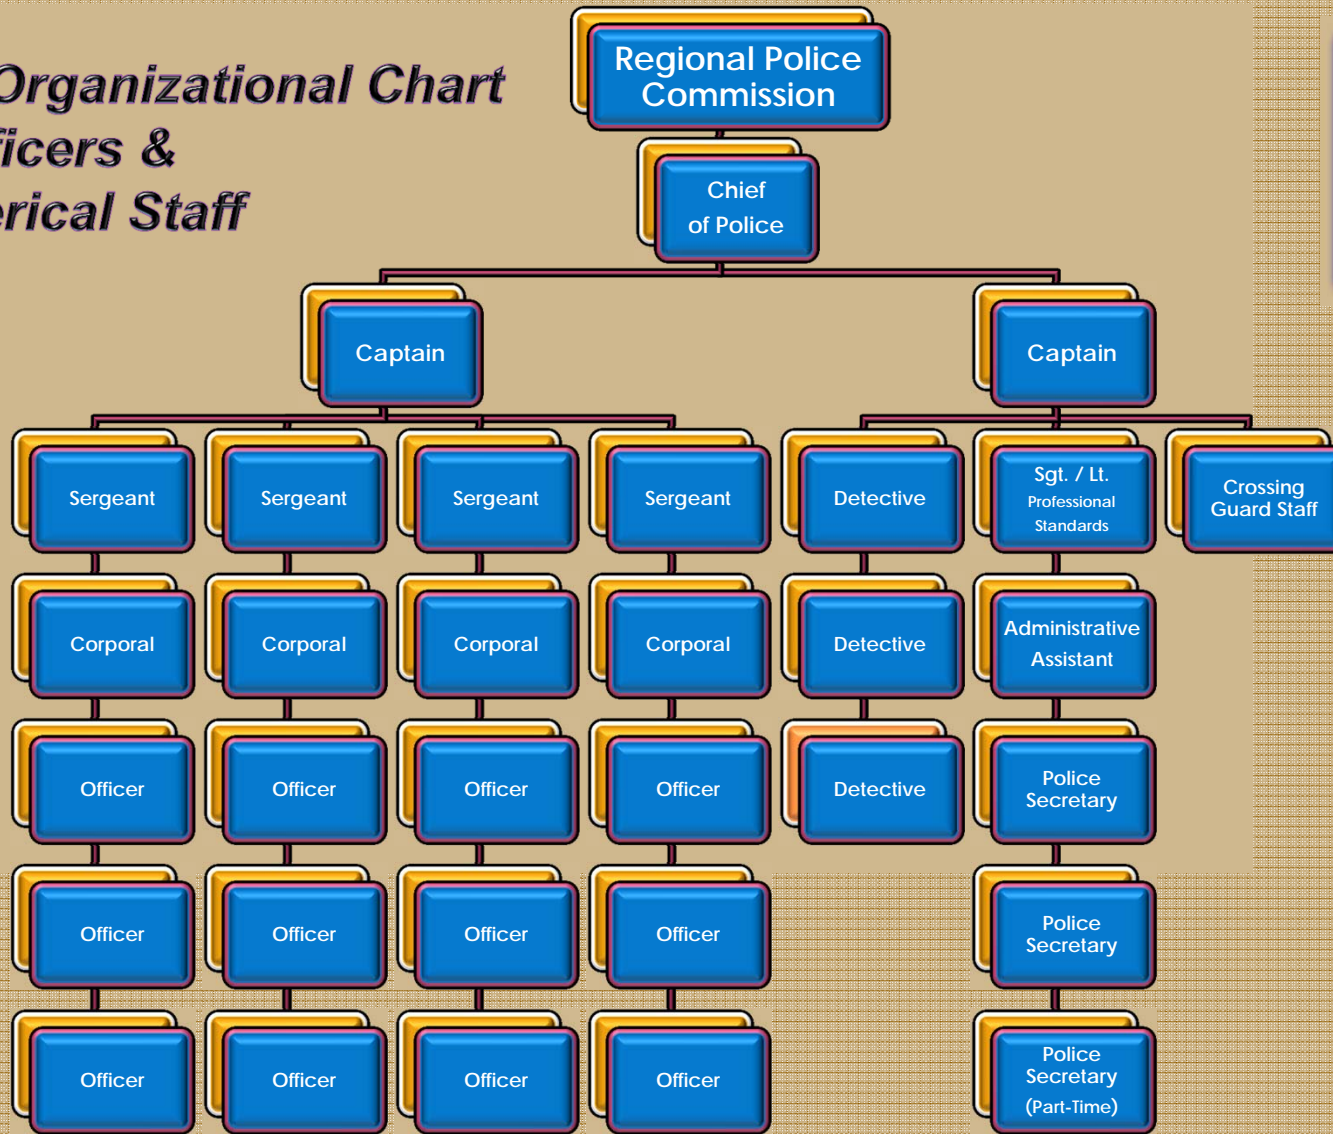 Organizational Chart
&
Staff
Regional Police
Commission
Chief
of Police
Captain
Captain
Sergeant
Sergeant
Sergeant
Sergeant
Detective
Sgt. / Lt.
Professional
Standards
Crossing
Guard Staff
Corporal
Corporal
Corporal
Corporal
Detective
Administrative
Assistant
Officer
Officer
Officer
Officer
Detective
Police
Secretary
Officer
Officer
Officer
Officer
Police
Secretary
Officer
Officer
Officer
Officer
Police
Secretary
(Part-Time)